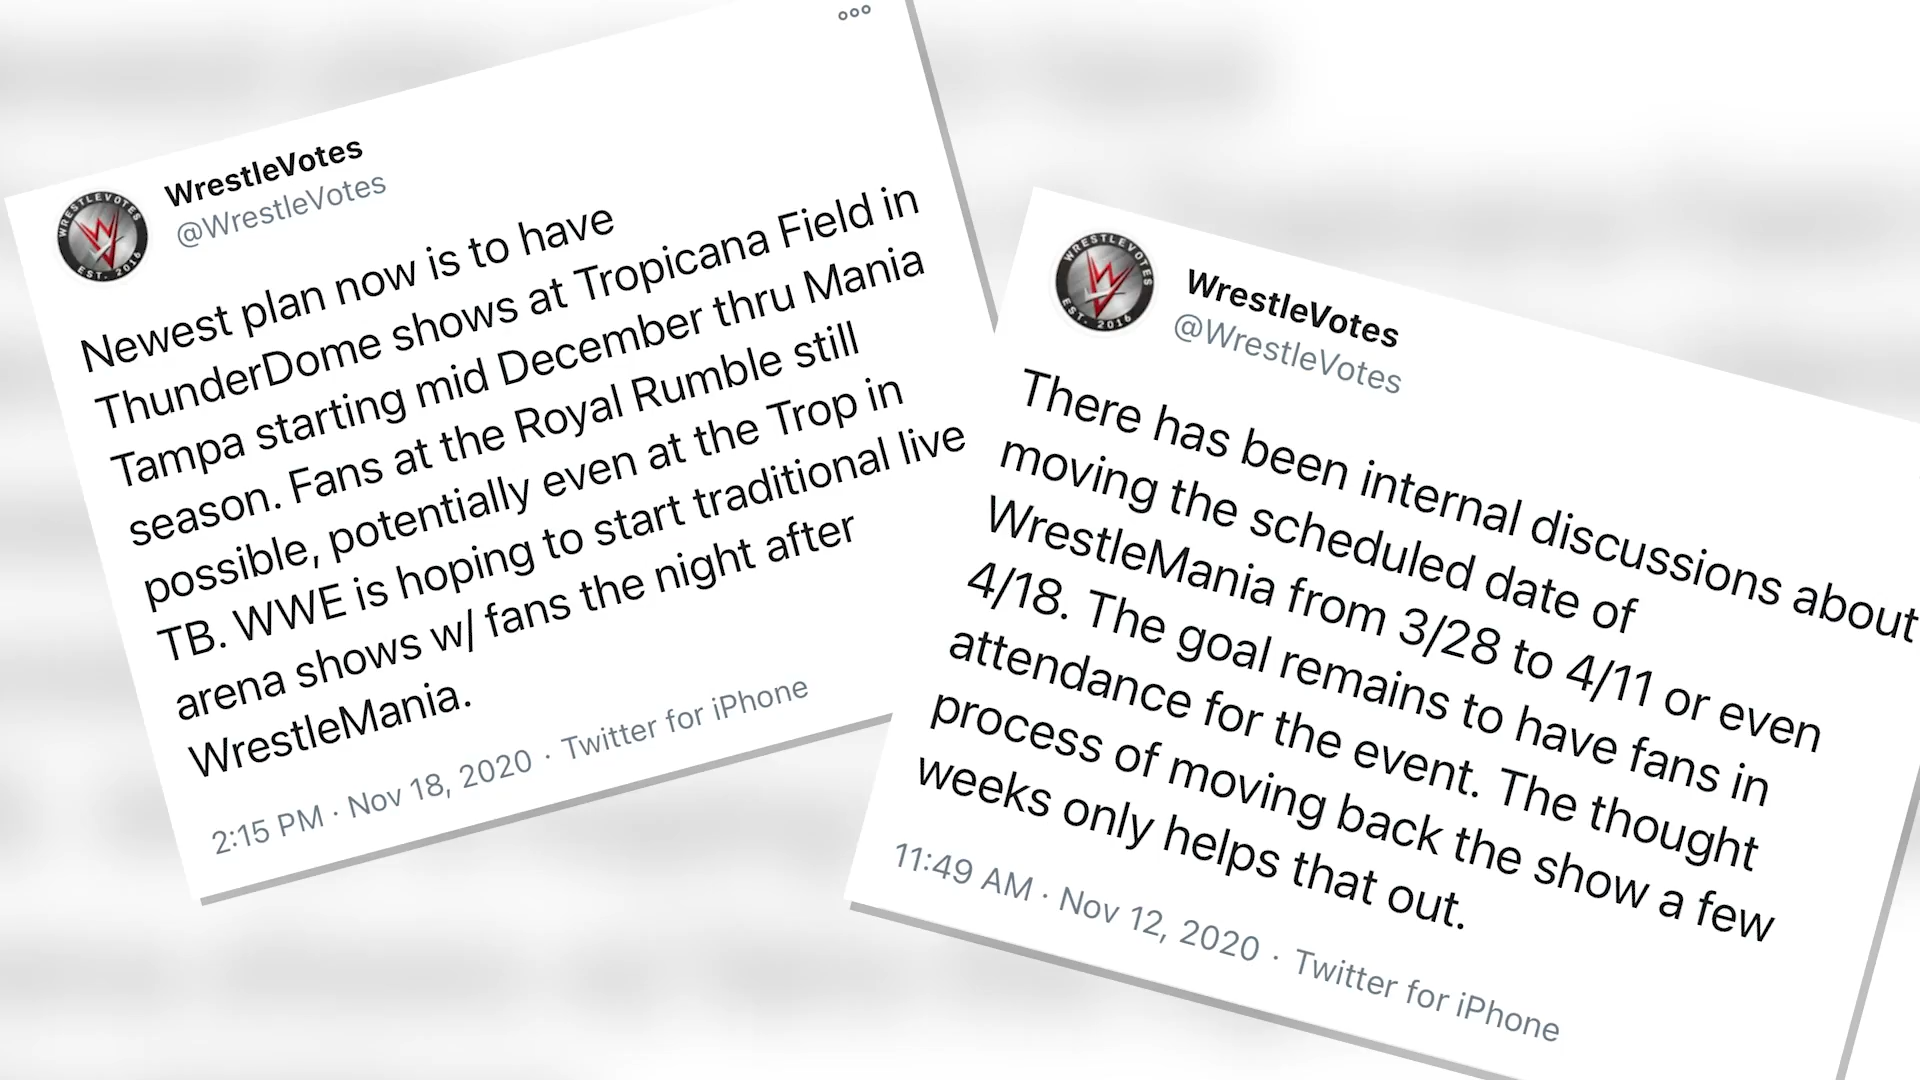 WRESTLEVOTES
EST. 2016
WrestleVotes
@WrestleVotes
Newest plan now is to have
ThunderDome shows at Tropicana Field in
Tampa starting mid December thru Mania
season. Fans at the Royal Rumble still
possible, potentially even at the Trop in
TB. WWE is hoping to start traditional live
arena shows w/ fans the night after
WrestleMania.
2:15 PM · Nov 18, 2020 · Twitter for iPhone
WRESTLEVOTES
EST. 2016
WrestleVotes
@WrestleVotes
There has been internal discussions about
moving the scheduled date of
WrestleMania from 3/28 to 4/11 or even
4/18. The goal remains to have fans in
attendance for the event. The thought
process of moving back the show a few
weeks only helps that out.
11:49 AM · Nov 12, 2020 · Twitter for iPhone